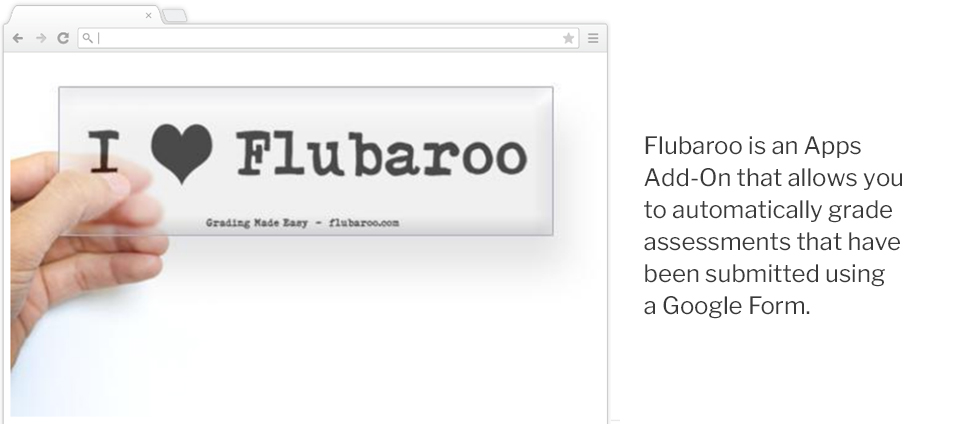 I ♥ Flubaroo
Grading Made Easy - flubaroo.com
Flubaroo is an Apps
Add-On that allows you
to automatically grade
assessments that have
been submitted using
a Google Form.